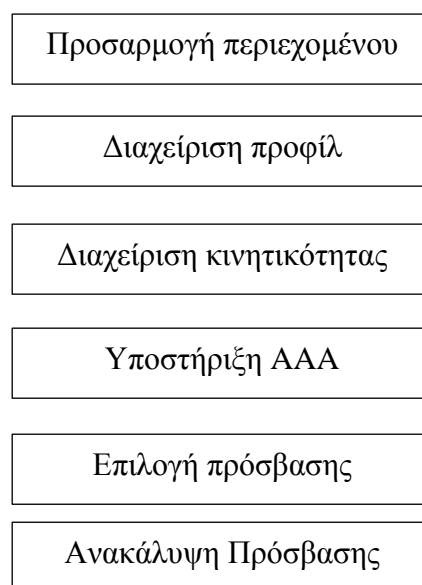 Προσαρμογή περιεχομένου
Διαχείριση προφίλ
Διαχείριση κινητικότητας
Υποστήριξη ΑΑΑ
Επιλογή πρόσβασης
Ανακάλυψη Πρόσβασης